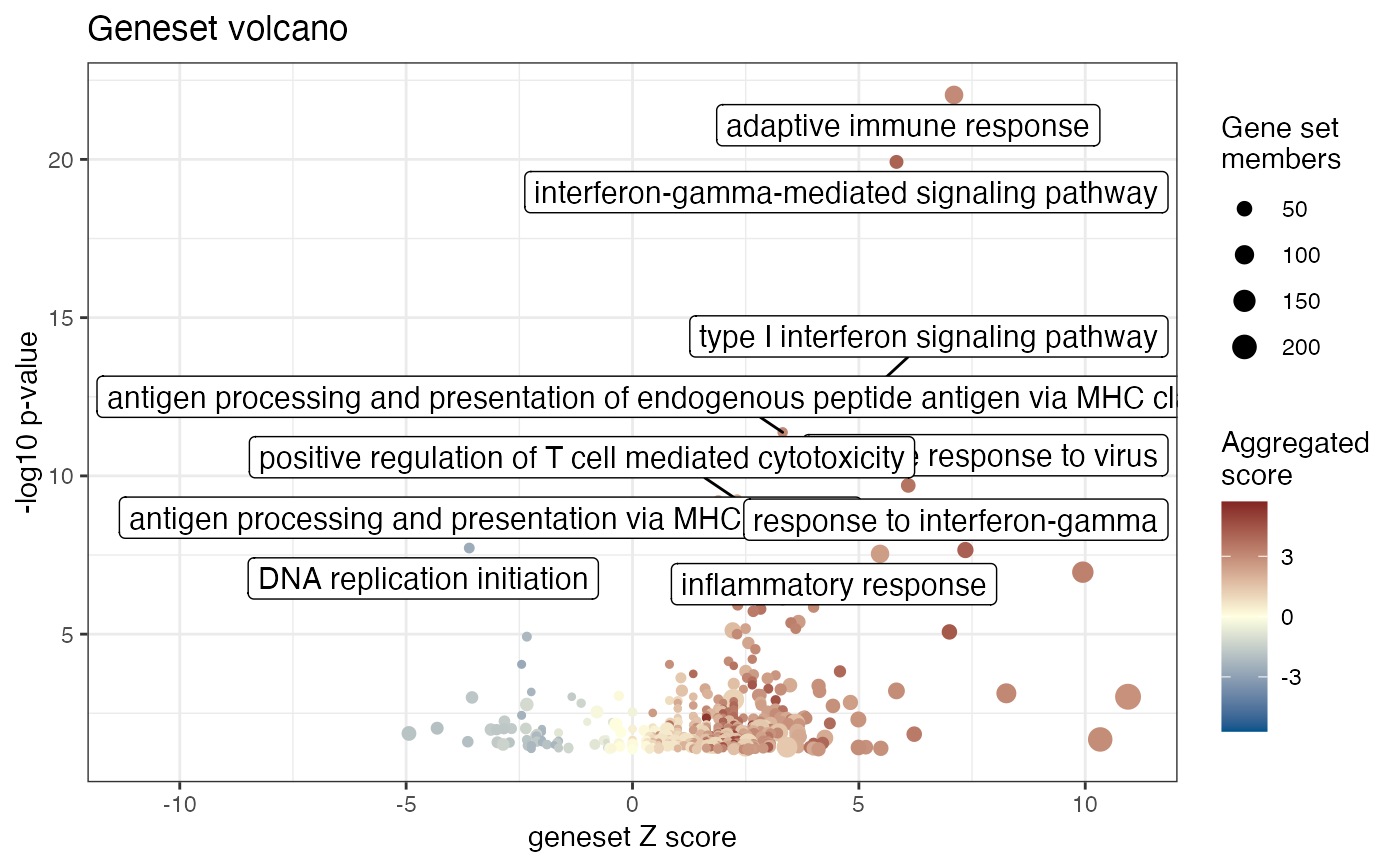 Geneset volcano
adaptive immune response
interferon-gamma-mediated signaling pathway
type I interferon signaling pathway
antigen processing and presentation of endogenous peptide antigen via MHC
positive regulation of T cell mediated cytotoxicity
response to virus
antigen processing and presentation via MHC
response to interferon-gamma
DNA replication initiation
inflammatory response
20
15
10
5
-log10 p-value
-10
-5
0
5
10
geneset Z score
Gene set
members
50
100
150
200
Aggregated
score
3
0
-3